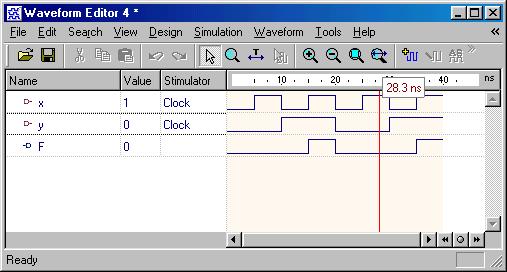 Waveform Editor 4 *
File Edit Search View Design Simulation Waveform Tools Help «
Name Value Stimulator 10 20 30 40 ns
28.3 ns
x 1 Clock
y 0 Clock
F 0
Ready